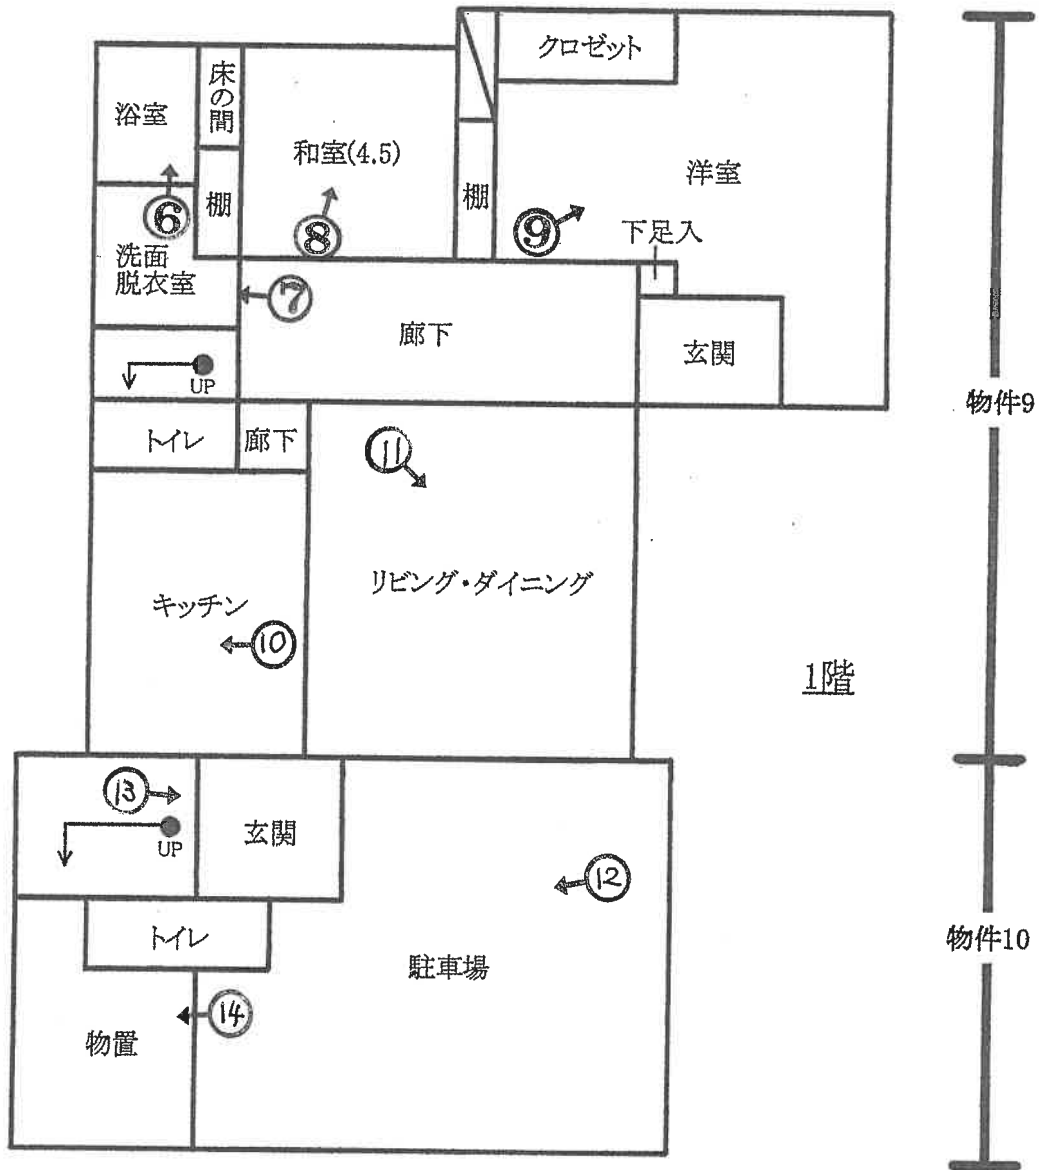 クロゼット
浴室
床の間
和室(4.5)
洋室
棚
棚
⑥
⑧
⑨
下足入
洗面
脱衣室
⑦
廊下
玄関
UP
物件9
トイレ
廊下
⑪
リビング・ダイニング
キッチン
⑩
1階
⑬
UP
玄関
⑫
トイレ
物件10
駐車場
⑭
物置